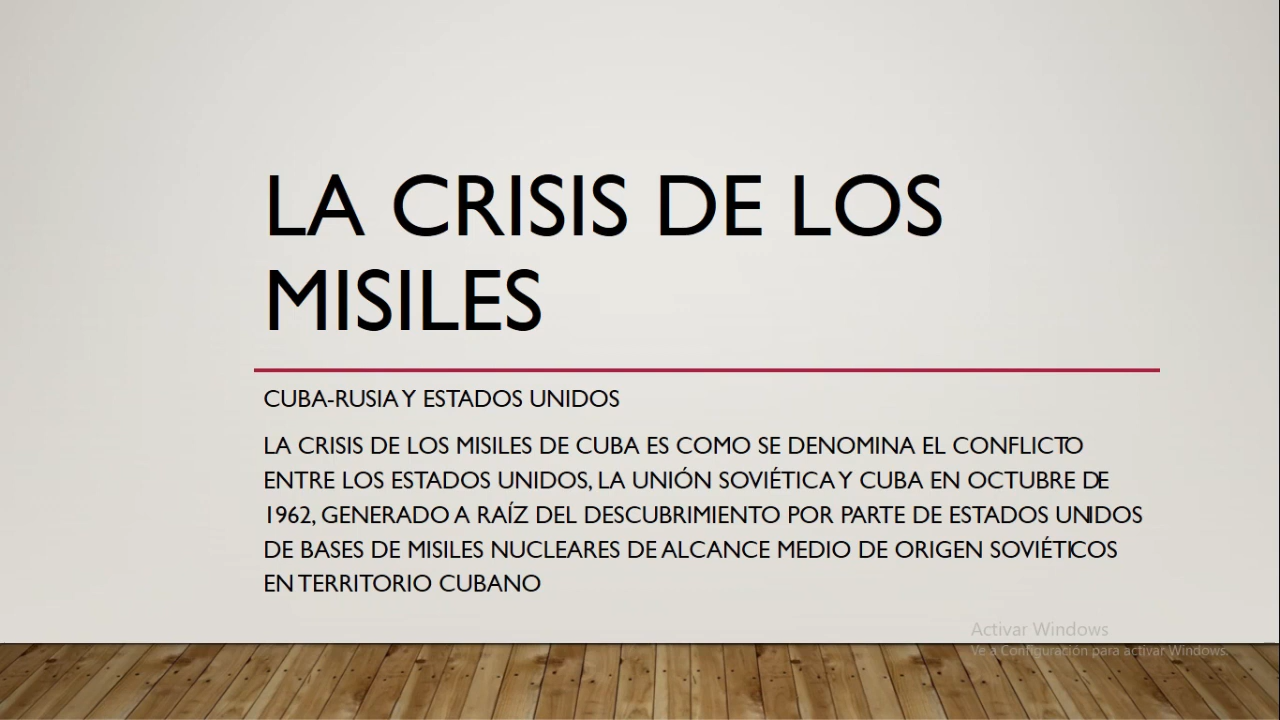 LA CRISIS DE LOS
MISILES
CUBA-RUSIA Y ESTADOS UNIDOS
LA CRISIS DE LOS MISILES DE CUBA ES COMO SE DENOMINA EL CONFLICTO
ENTRE LOS ESTADOS UNIDOS, LA UNIÓN SOVIÉTICA Y CUBA EN OCTUBRE DE
1962, GENERADO A RAÍZ DEL DESCUBRIMIENTO POR PARTE DE ESTADOS UNIDOS
DE BASES DE MISILES NUCLEARES DE ALCANCE MEDIO DE ORIGEN SOVIÉTICOS
EN TERRITORIO CUBANO
Activar Windows
Ve a Configuración para activar Windows.